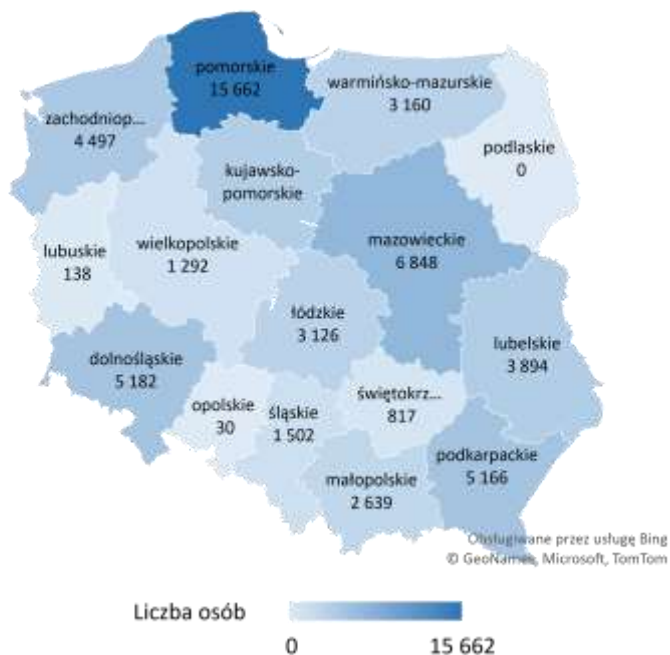 pomorskie
15 662
warmińsko-mazurskie
3 160
zachodniop...
4 497
podlaskie
0
kujawsko-
pomorskie
mazowieckie
6 848
wielkopolskie
1 292
lubuskie
138
łódzkie
3 126
lubelskie
3 894
dolnośląskie
5 182
opolskie
30
śląskie
1 502
świętokrz...
817
podkarpackie
5 166
małopolskie
2 639
Obsługiwane przez usługę Bing
© GeoNames, Microsoft, TomTom
Liczba osób
0
15 662